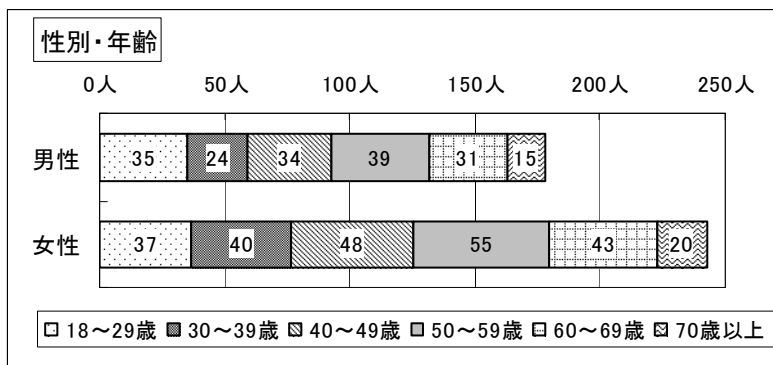 性別・年齢
0人 50人 100人 150人 200人 250人
男性 35 24 34 39 31 15
女性 37 40 48 55 43 20
18～29歳 30～39歳 40～49歳 50～59歳 60～69歳 70歳以上